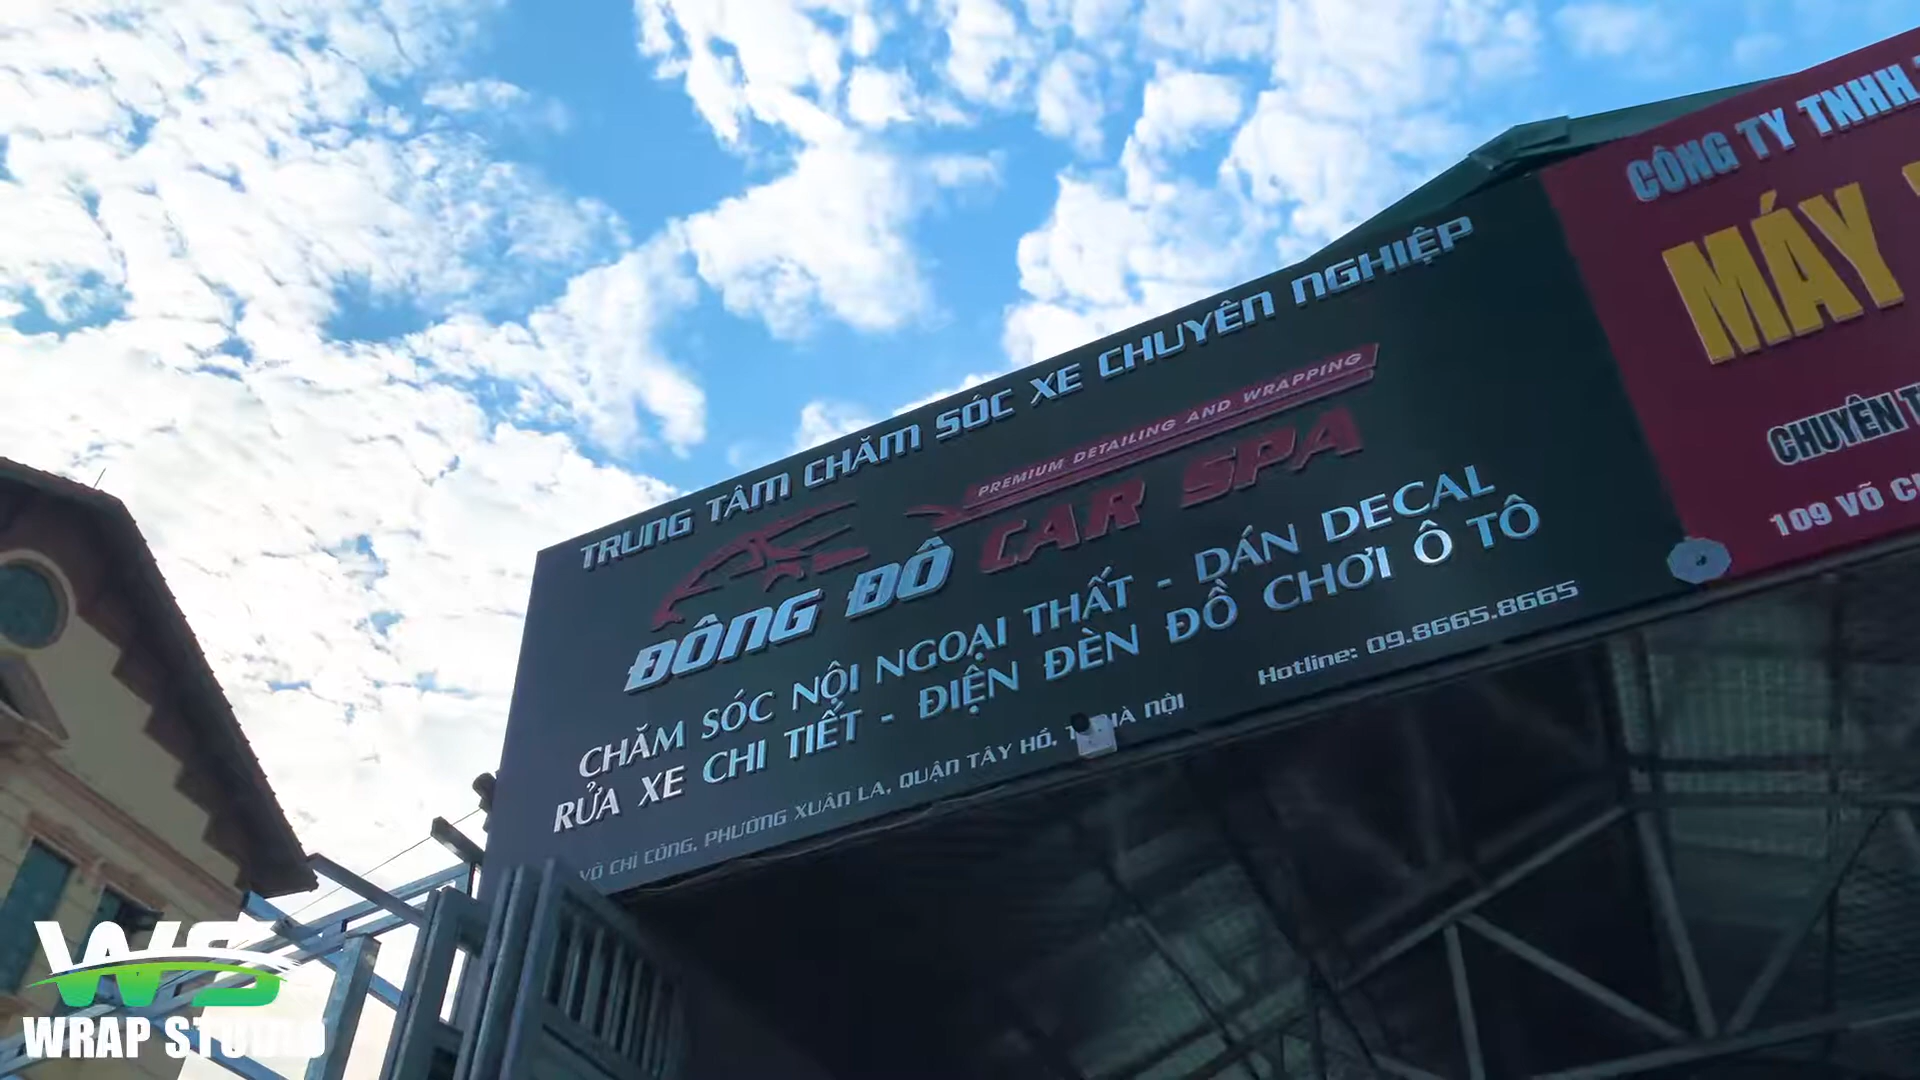 TRUNG TÂM CHĂM SÓC XE CHUYÊN NGHIỆP
PREMIUM DETAILING AND WRAPPING
ĐÔNG ĐÔ CAR SPA
CHĂM SÓC NỘI NGOẠI THẤT - DÁN DECAL
RỬA XE CHI TIẾT - ĐIỆN ĐÈN ĐỒ CHƠI Ô TÔ
VÕ CHÍ CÔNG, PHƯỜNG XUÂN LA, QUẬN TÂY HỒ, HÀ NỘI
Hotline: 09.8665.8665
CÔNG TY TNHH
MÁY
CHUYÊN
109 VÕ
WS
WRAP STUDIO